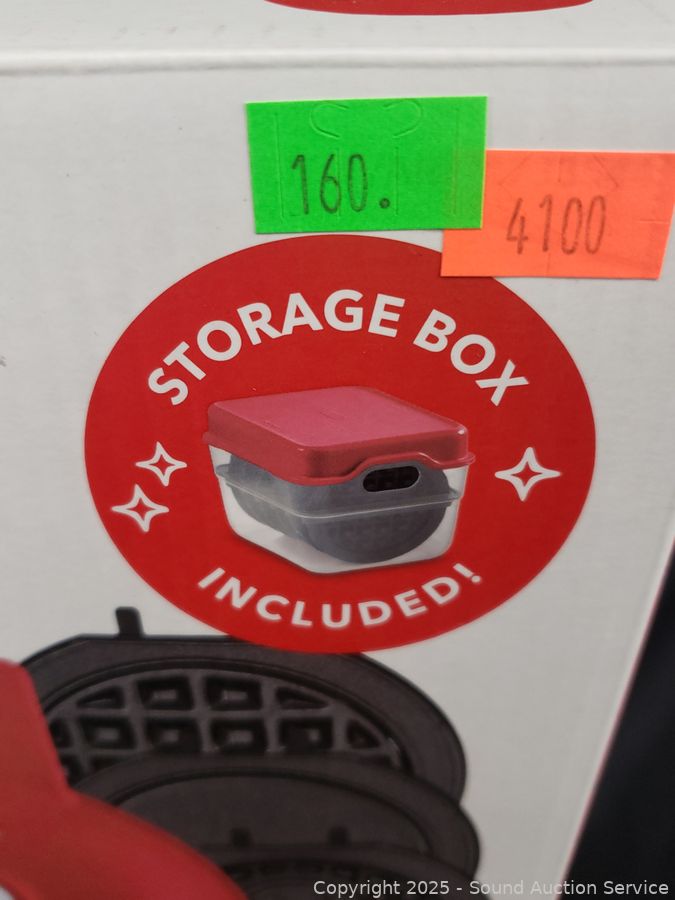 160.
4100
STORAGE BOX
INCLUDED!
Copyright 2025 - Sound Auction Service